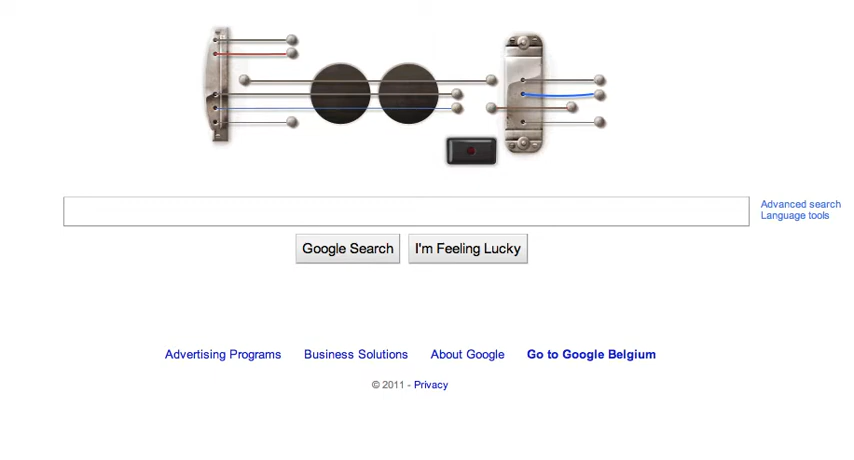 Advanced search
Language tools
Google Search
I'm Feeling Lucky
Advertising Programs
Business Solutions
About Google
Go to Google Belgium
© 2011 - Privacy